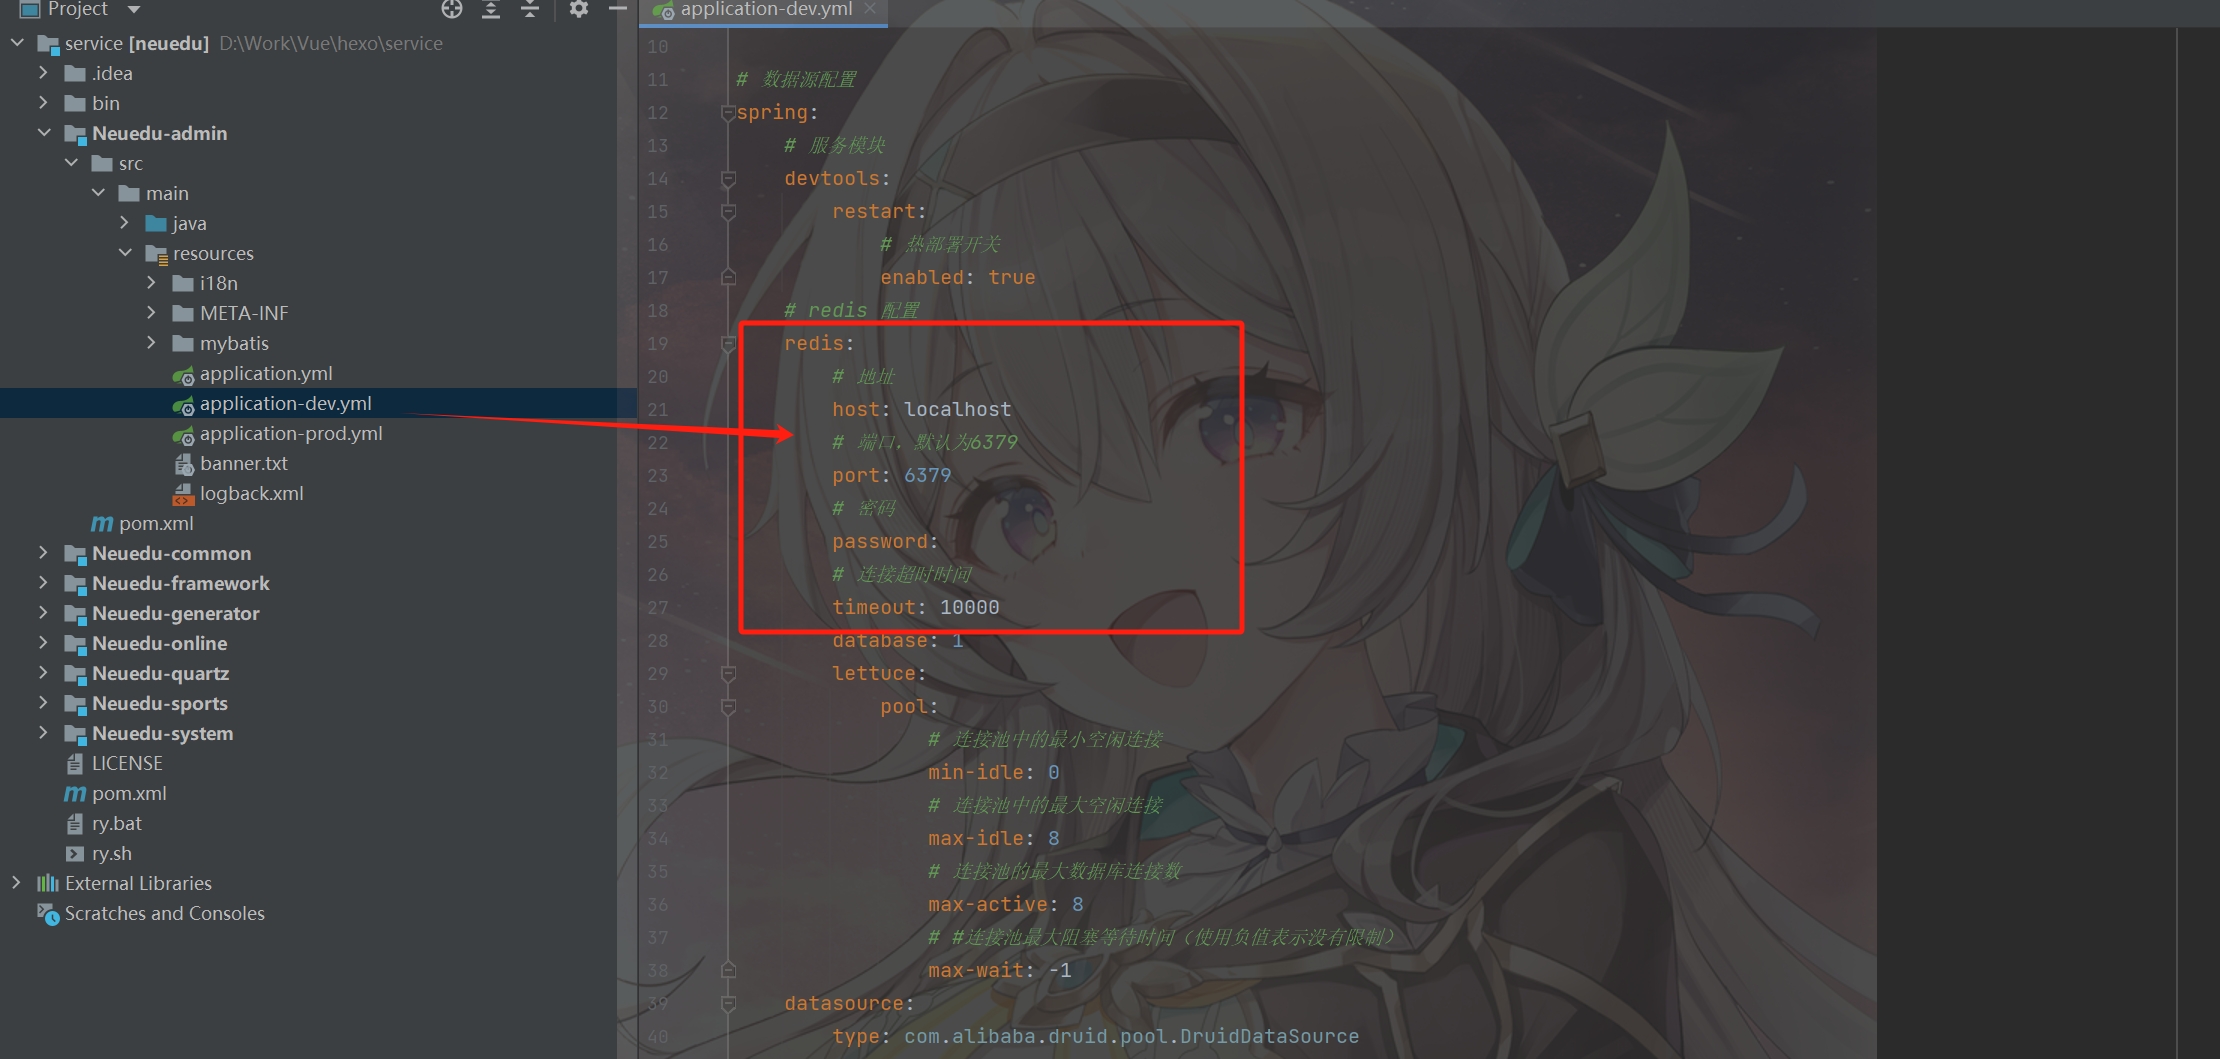 Project
service [neuedu] D:\Work\Vue\hexo\service
.idea
bin
Neuedu-admin
src
main
java
resources
i18n
META-INF
mybatis
application.yml
application-dev.yml
application-prod.yml
banner.txt
logback.xml
pom.xml
Neuedu-common
Neuedu-framework
Neuedu-generator
Neuedu-online
Neuedu-quartz
Neuedu-sports
Neuedu-system
LICENSE
pom.xml
ry.bat
ry.sh
External Libraries
Scratches and Consoles
application-dev.yml
10
11 # 数据源配置
12 spring:
13 # 服务模块
14 devtools:
15 restart:
16 # 热部署开关
17 enabled: true
18 # redis 配置
19 redis:
20 # 地址
21 host: localhost
22 # 端口，默认为6379
23 port: 6379
24 # 密码
25 password:
26 # 连接超时时间
27 timeout: 10000
28 database: 1
29 lettuce:
30 pool:
31 # 连接池中的最小空闲连接
32 min-idle: 0
33 # 连接池中的最大空闲连接
34 max-idle: 8
35 # 连接池的最大数据库连接数
36 max-active: 8
37 # #连接池最大阻塞等待时间（使用负值表示没有限制）
38 max-wait: -1
39 datasource:
40 type: com.alibaba.druid.pool.DruidDataSource